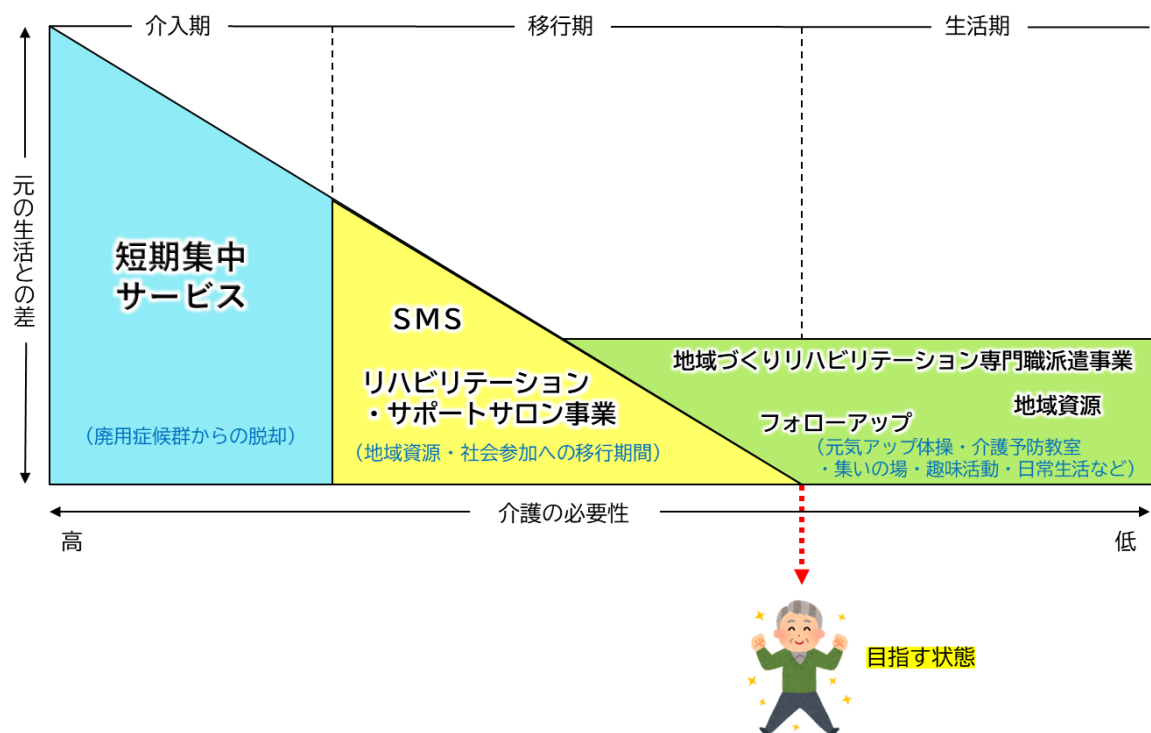 介入期
移行期
生活期
元の生活との差
短期集中
サービス
(廃用症候群からの脱却)
SMS
リハビリテーション
・サポートサロン事業
(地域資源・社会参加への移行期間)
地域づくりリハビリテーション専門職派遣事業
地域資源
フォローアップ
(元気アップ体操・介護予防教室
・集いの場・趣味活動・日常生活など)
介護の必要性
高
低
目指す状態